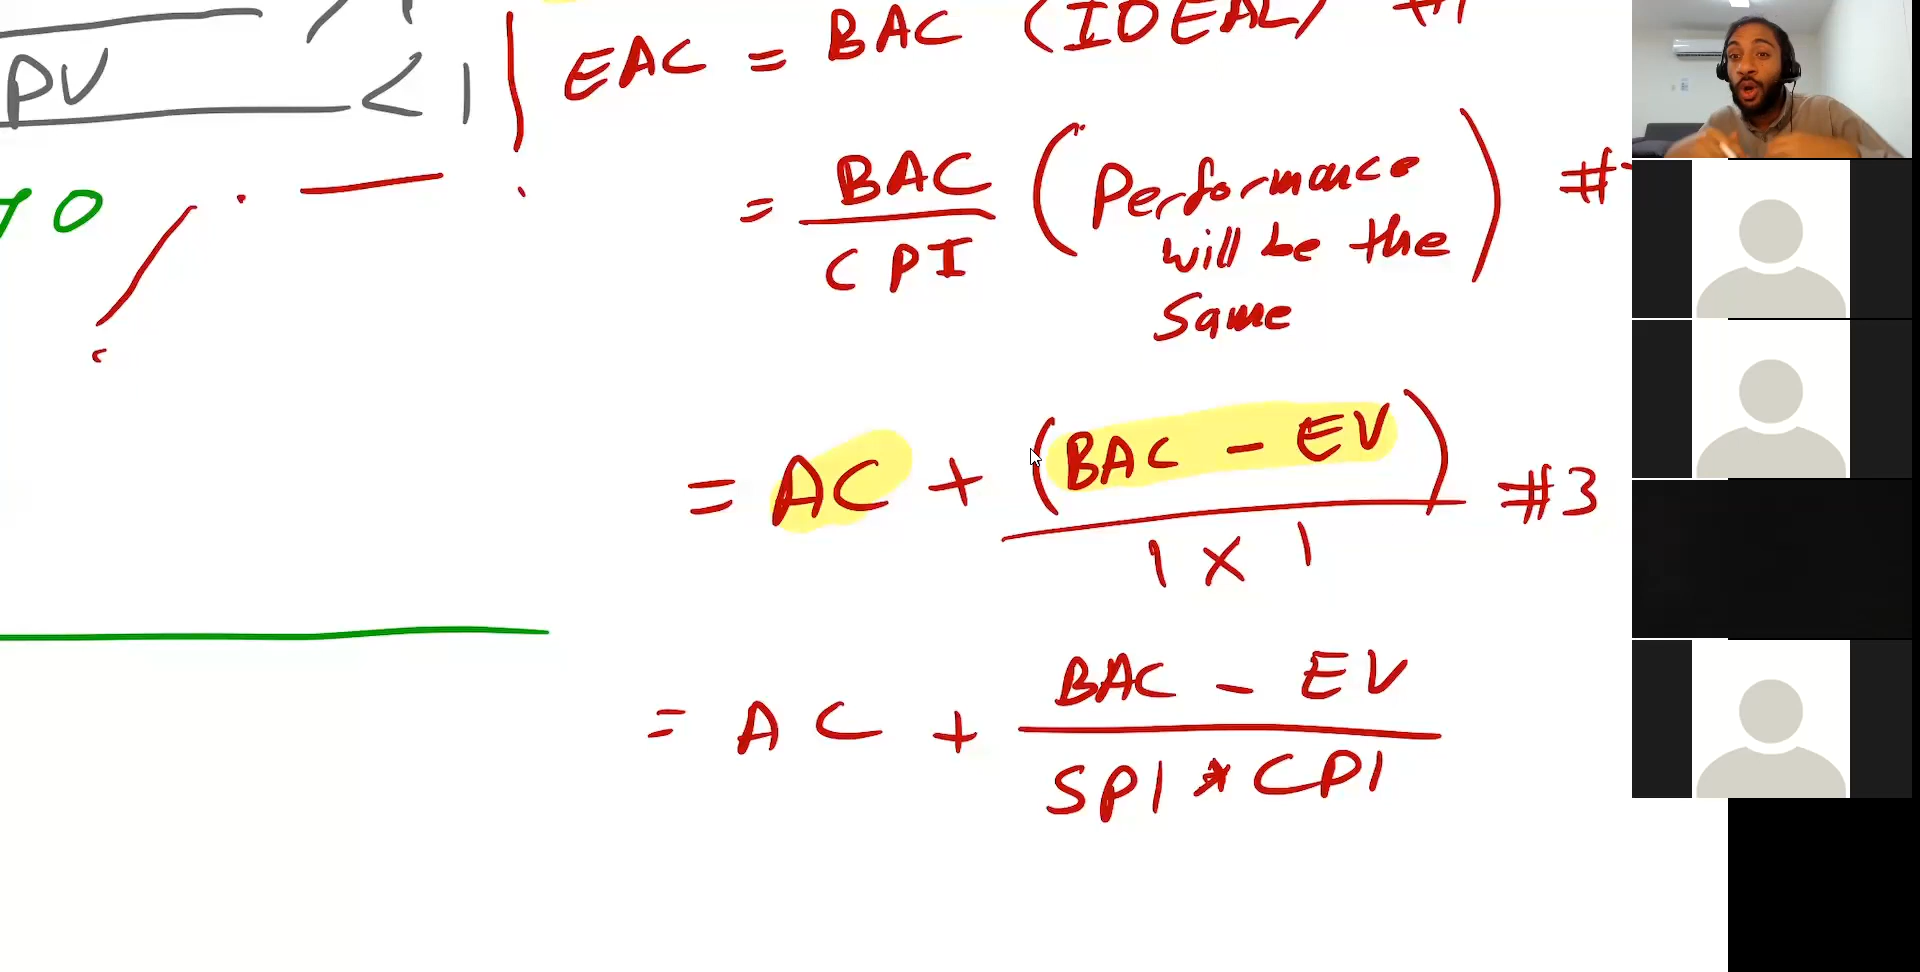 PV < 1
EAC = BAC (IDEAL) #1
= BAC / CPI (Performance will be the Same) #
= AC + (BAC - EV) / 1 X 1 #3
= AC + BAC - EV / SPI * CPI